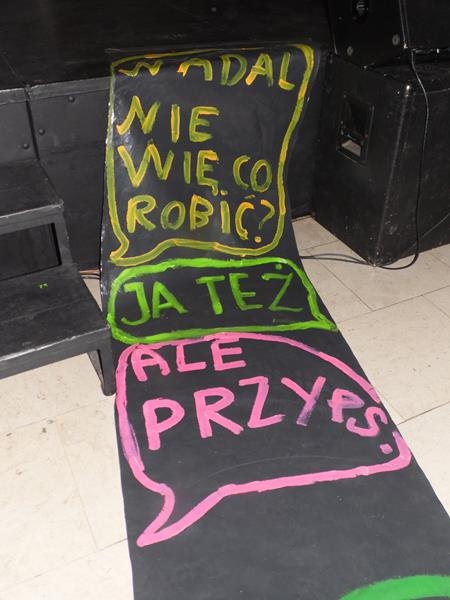 NADAL
NIE
WIĘ CO
ROBIĆ?
JA TEŻ
ALE
PRZYPS.